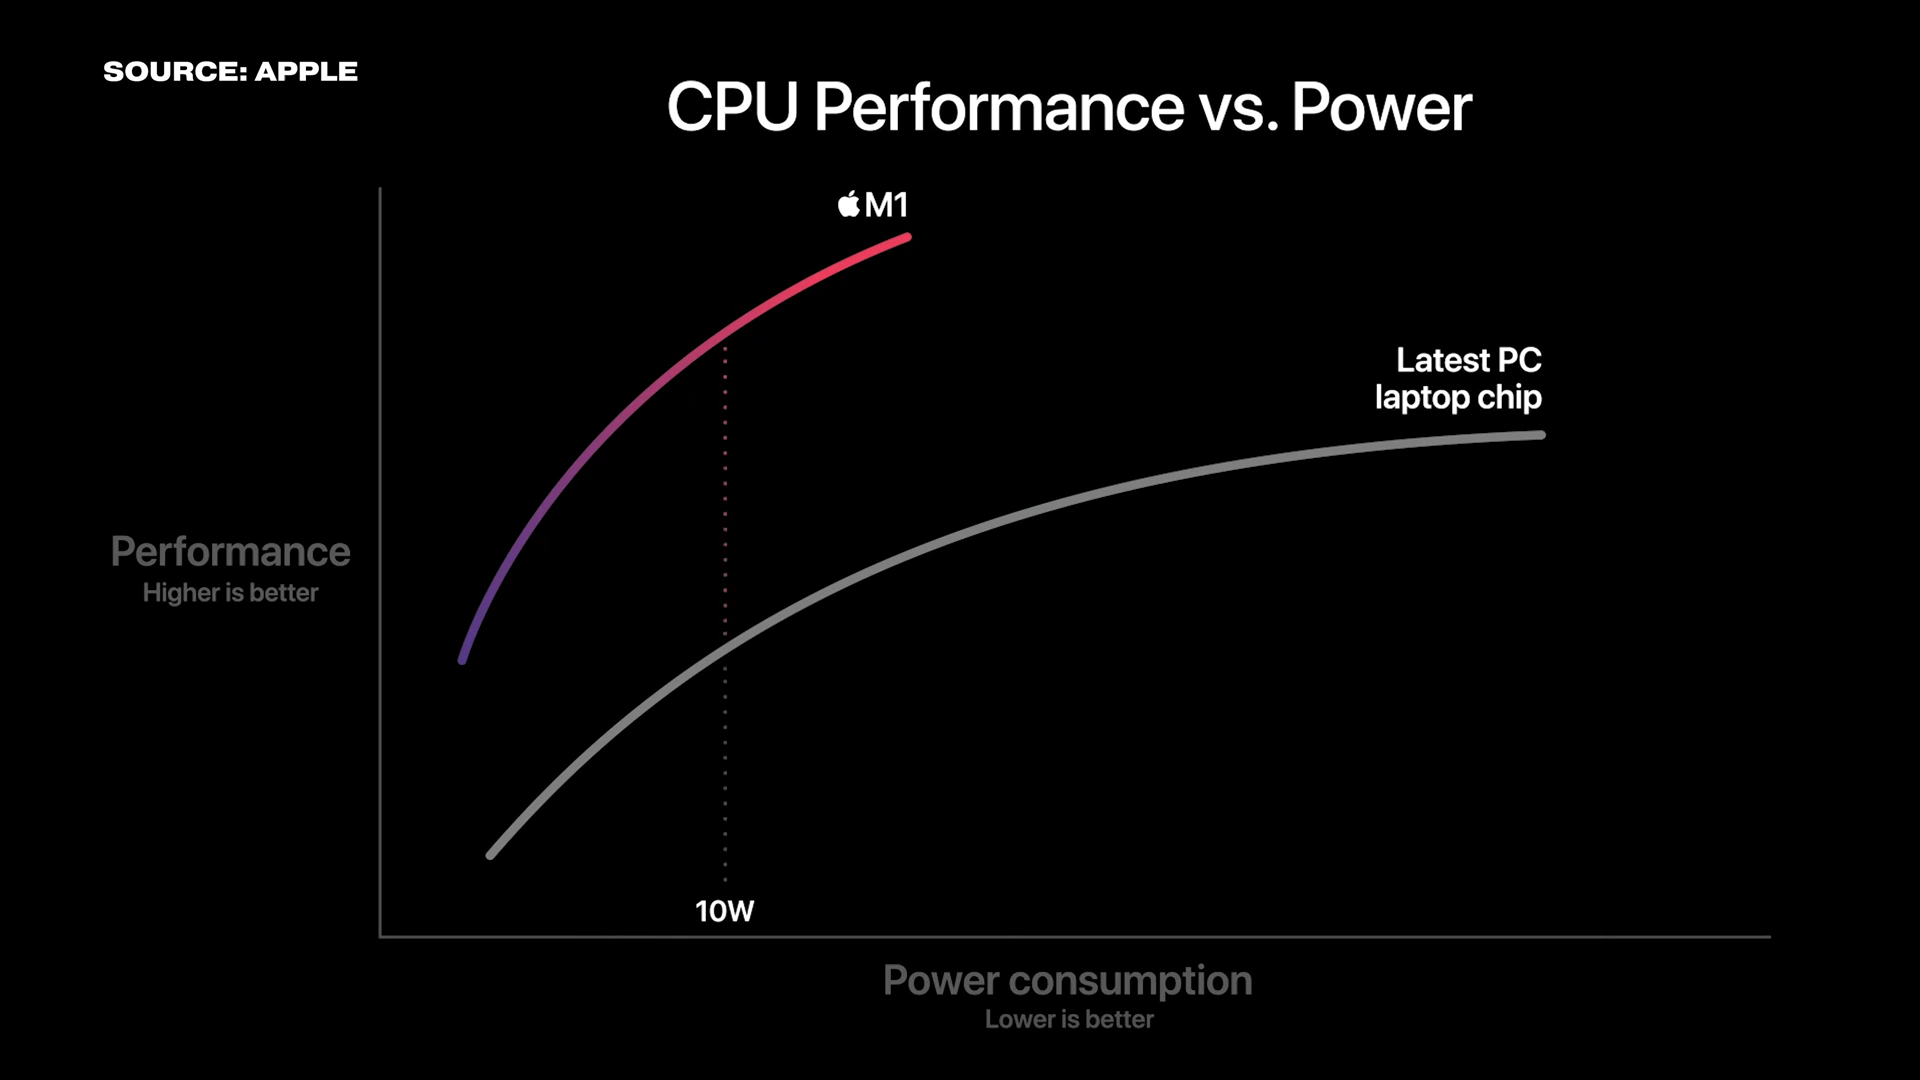 SOURCE: APPLE
CPU Performance vs. Power
M1
Latest PC
laptop chip
Performance
Higher is better
10W
Power consumption
Lower is better